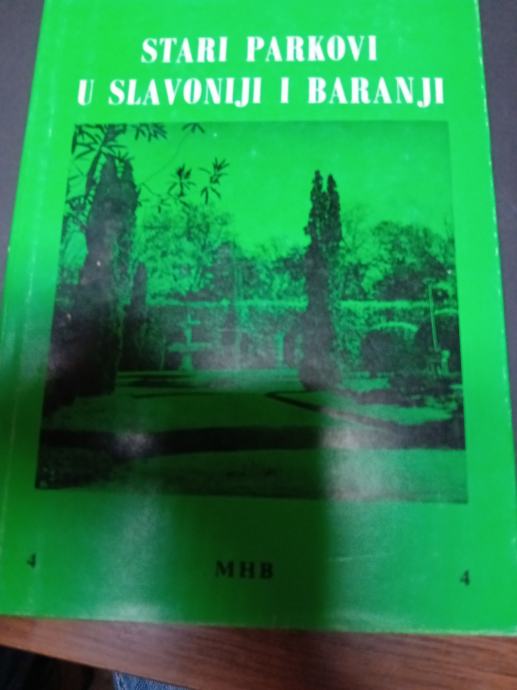 STARI PARKOVI
U SLAVONIJI I BARANJI
4 MHB 4